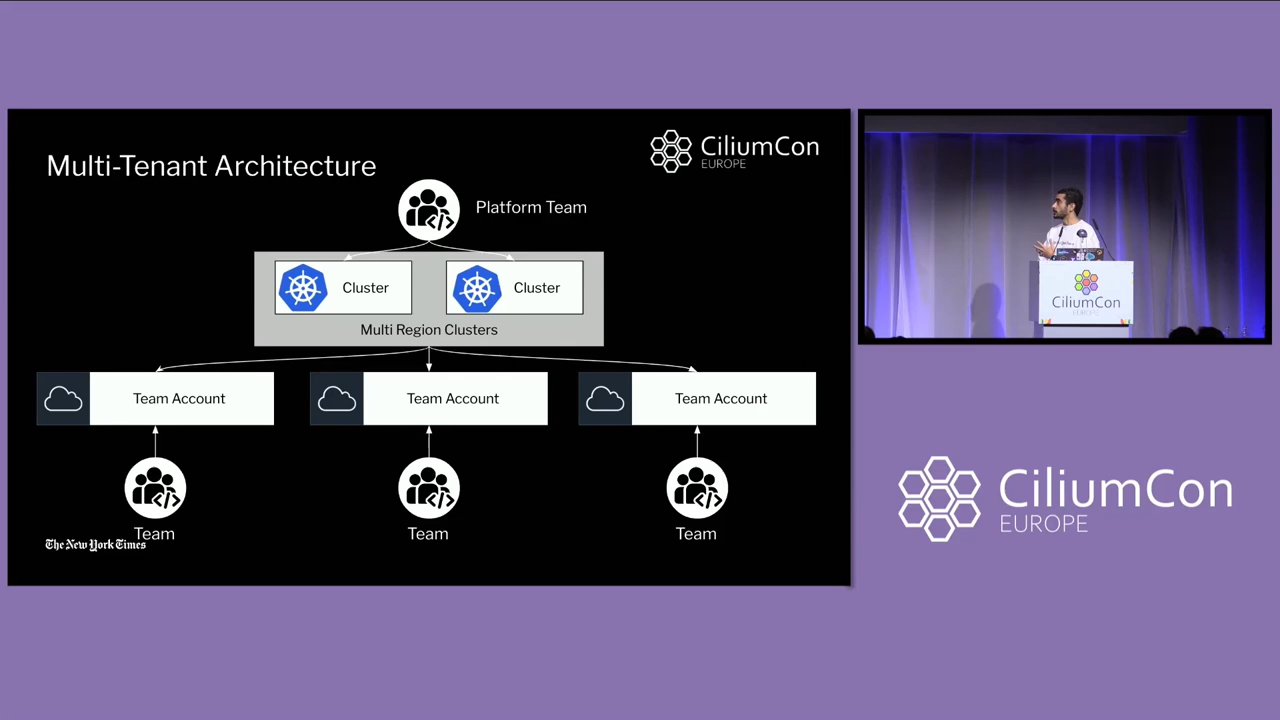 Multi-Tenant Architecture
CiliumCon
EUROPE
Platform Team
Cluster
Cluster
Multi Region Clusters
Team Account
Team Account
Team Account
Team
Team
Team
The New York Times
CiliumCon
EUROPE
CiliumCon
EUROPE